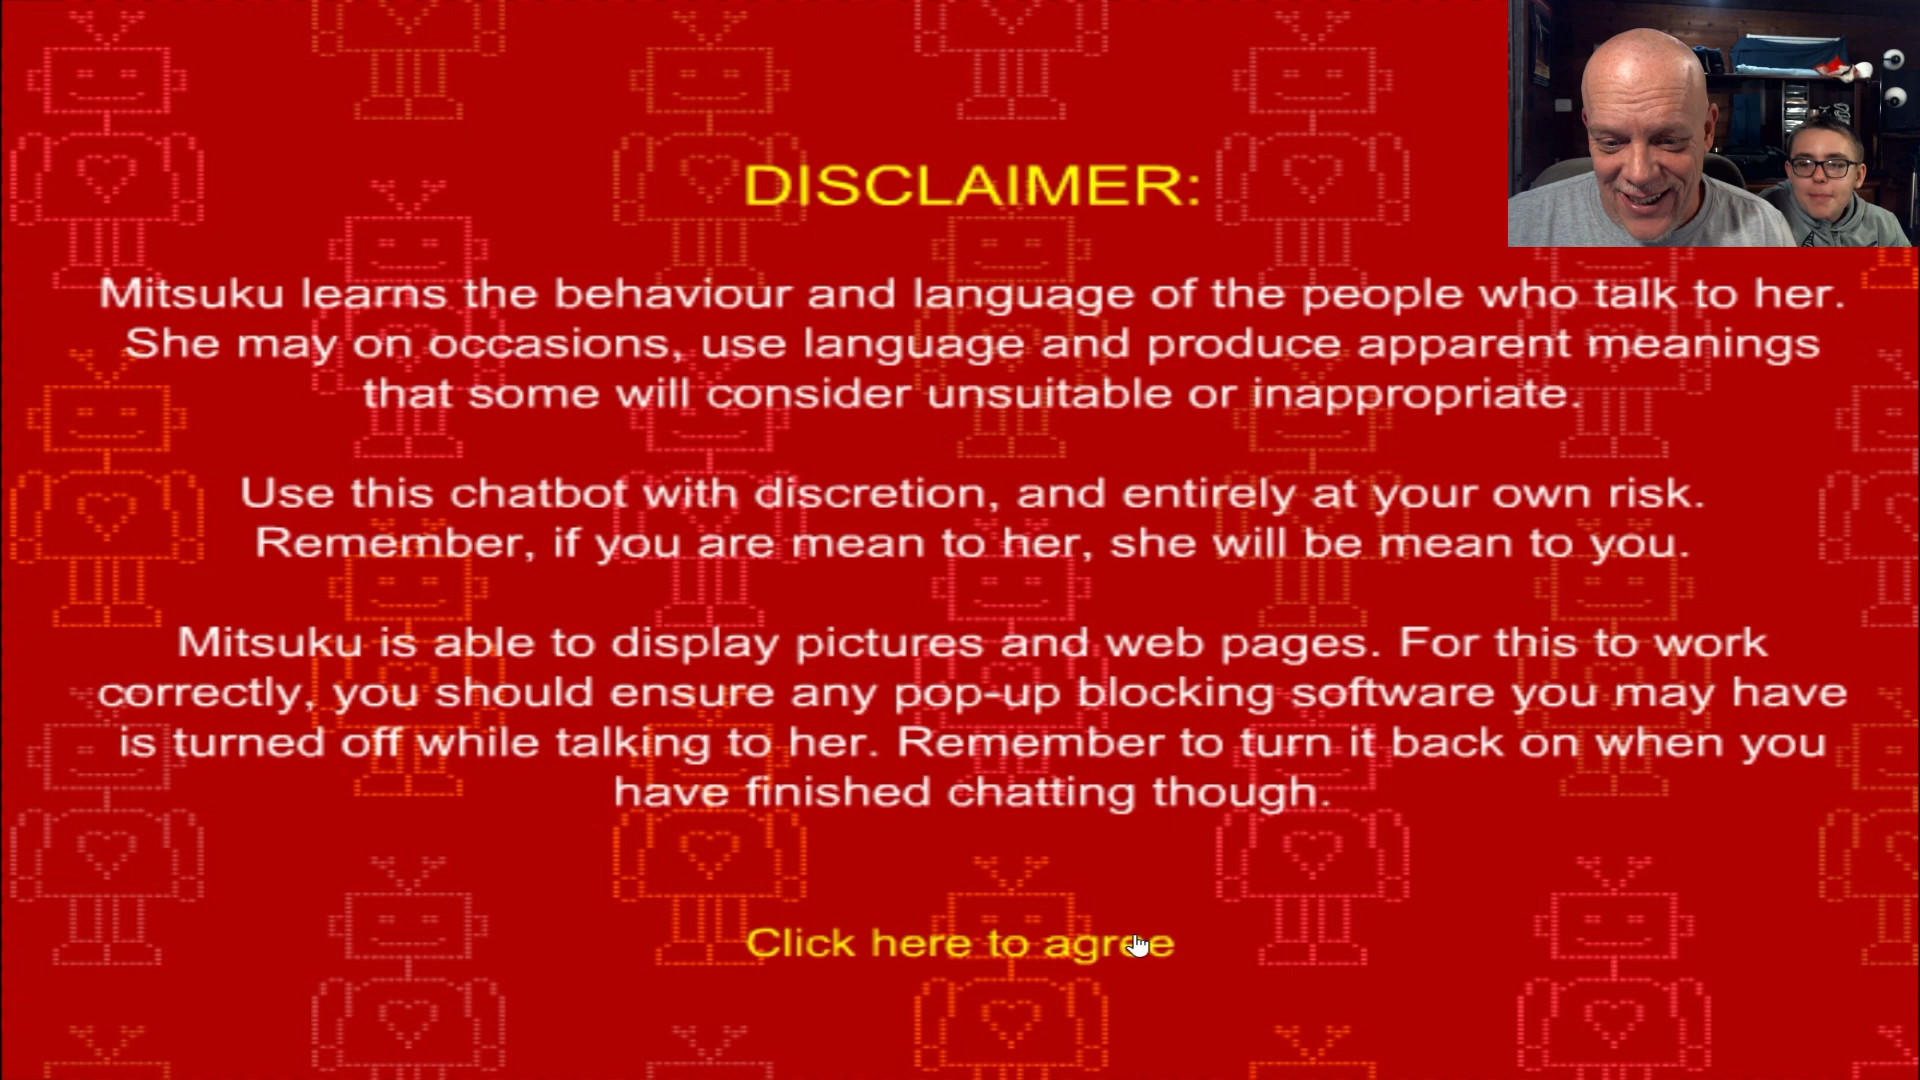 DISCLAIMER:
Mitsuku learns the behaviour and language of the people who talk to her.
She may on occasions, use language and produce apparent meanings
that some will consider unsuitable or inappropriate.
Use this chatbot with discretion, and entirely at your own risk.
Remember, if you are mean to her, she will be mean to you.
Mitsuku is able to display pictures and web pages. For this to work
correctly, you should ensure any pop-up blocking software you may have
is turned off while talking to her. Remember to turn it back on when you
have finished chatting though.
Click here to agree